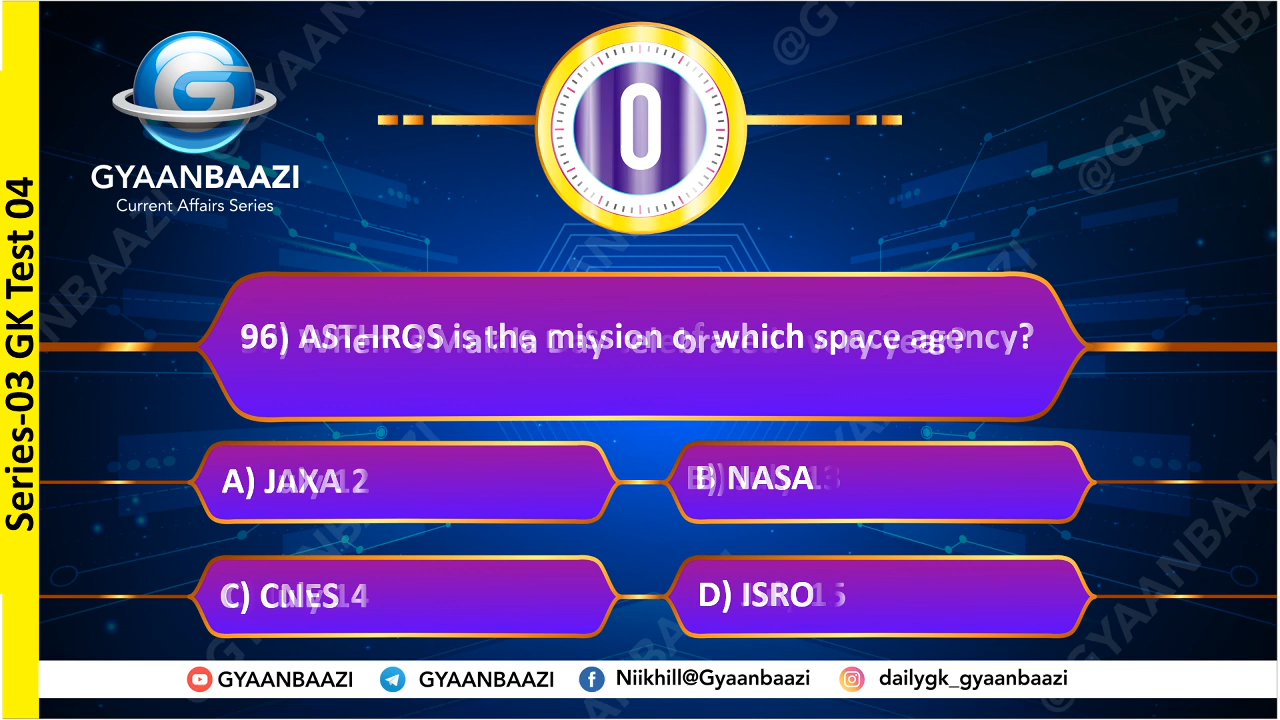 Series-03 GK Test 04
G
GYAANBAAZI
Current Affairs Series
0
96) ASTHROS is the mission of which space agency?
A) JAXA
B) NASA
C) CNES
D) ISRO
GYAANBAAZI GYAANBAAZI Niikhill@Gyaanbaazi dailygk_gyaanbaazi
@GYAANBAAZI